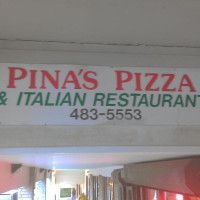 PINA'S PIZZA
& ITALIAN RESTAURANT
483-5553